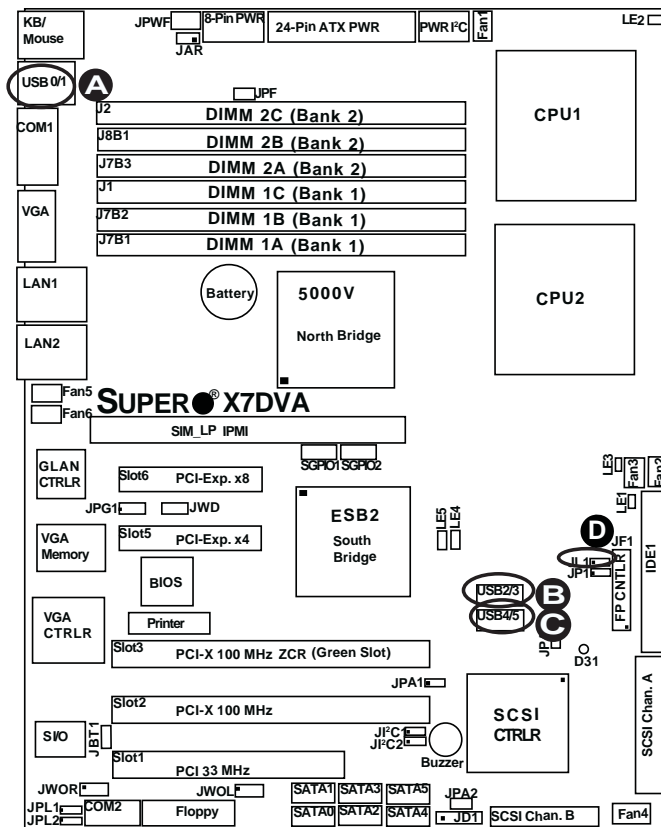 KB/
Mouse
JPWF
JAR
8-Pin PWR
24-Pin ATX PWR
PWR I²C
Fan1
LE2
USB 0/1
A
JPF
COM1
J2 DIMM 2C (Bank 2)
J8B1 DIMM 2B (Bank 2)
J7B3 DIMM 2A (Bank 2)
J1 DIMM 1C (Bank 1)
J7B2 DIMM 1B (Bank 1)
J7B1 DIMM 1A (Bank 1)
CPU1
VGA
LAN1
LAN2
Battery
5000V
North Bridge
CPU2
Fan5
Fan6
SUPER ® X7DVA
SIM_LP IPMI
SGPIO1 SGPIO2
GLAN
CTRLR
Slot6 PCI-Exp. x8
JPG1
JWD
Slot5 PCI-Exp. x4
ESB2
South
Bridge
LE5
LE4
LE3
Fan3
Fan2
LE1
D
JF1
JL1
JP1
FP CNTLR
IDE1
VGA
Memory
BIOS
USB2/3
B
USB4/5
C
JP
D31
VGA
CTRLR
Printer
Slot3 PCI-X 100 MHz ZCR (Green Slot)
JPA1
Slot2 PCI-X 100 MHz
SCSI
CTRLR
SCSI Chan. A
S I/O
JBT1
JI²C1
JI²C2
Buzzer
Slot1
PCI 33 MHz
JWOR
JWOL
SATA1 SATA3 SATA5
SATA0 SATA2 SATA4
JPA2
JPL1
JPL2
COM2
Floppy
JD1
SCSI Chan. B
Fan4